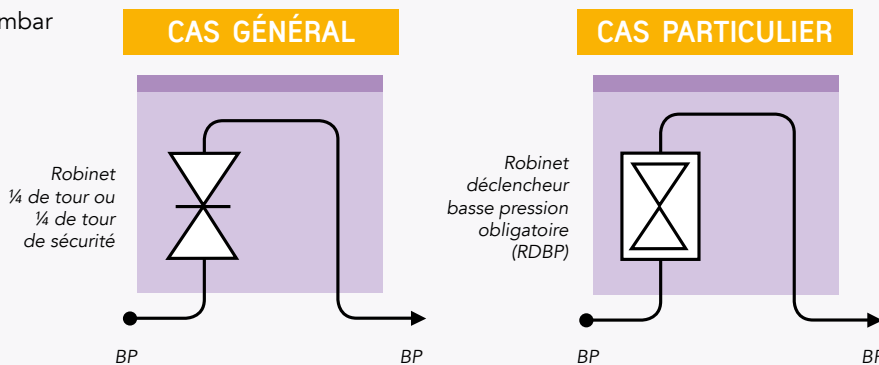 mbar
CAS GÉNÉRAL
CAS PARTICULIER
Robinet
¼ de tour ou
¼ de tour
de sécurité
Robinet
déclencheur
basse pression
obligatoire
(RDBP)
BP
BP
BP
BP